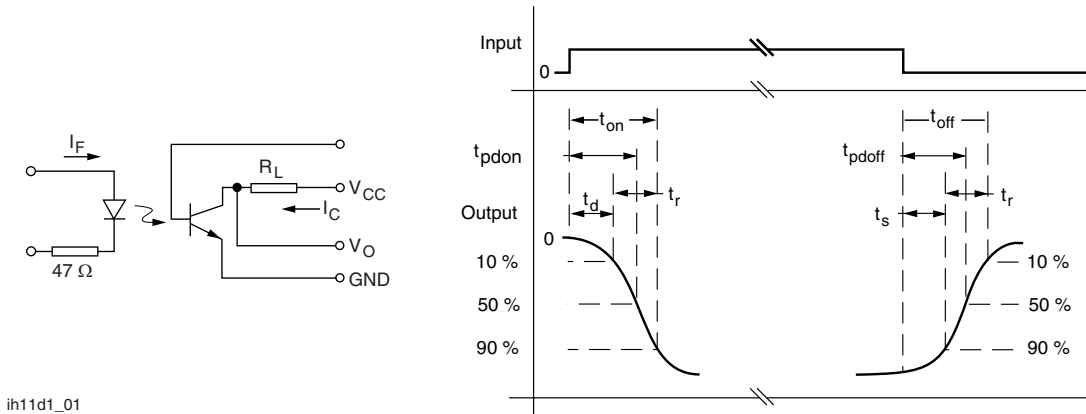 I_F
R_L
V_CC
I_C
V_O
47 Ω
GND
ih11d1_01
Input
0
t_on
t_off
t_pdon
t_pdoff
t_d
t_r
t_s
t_r
Output
0
10 %
10 %
50 %
50 %
90 %
90 %